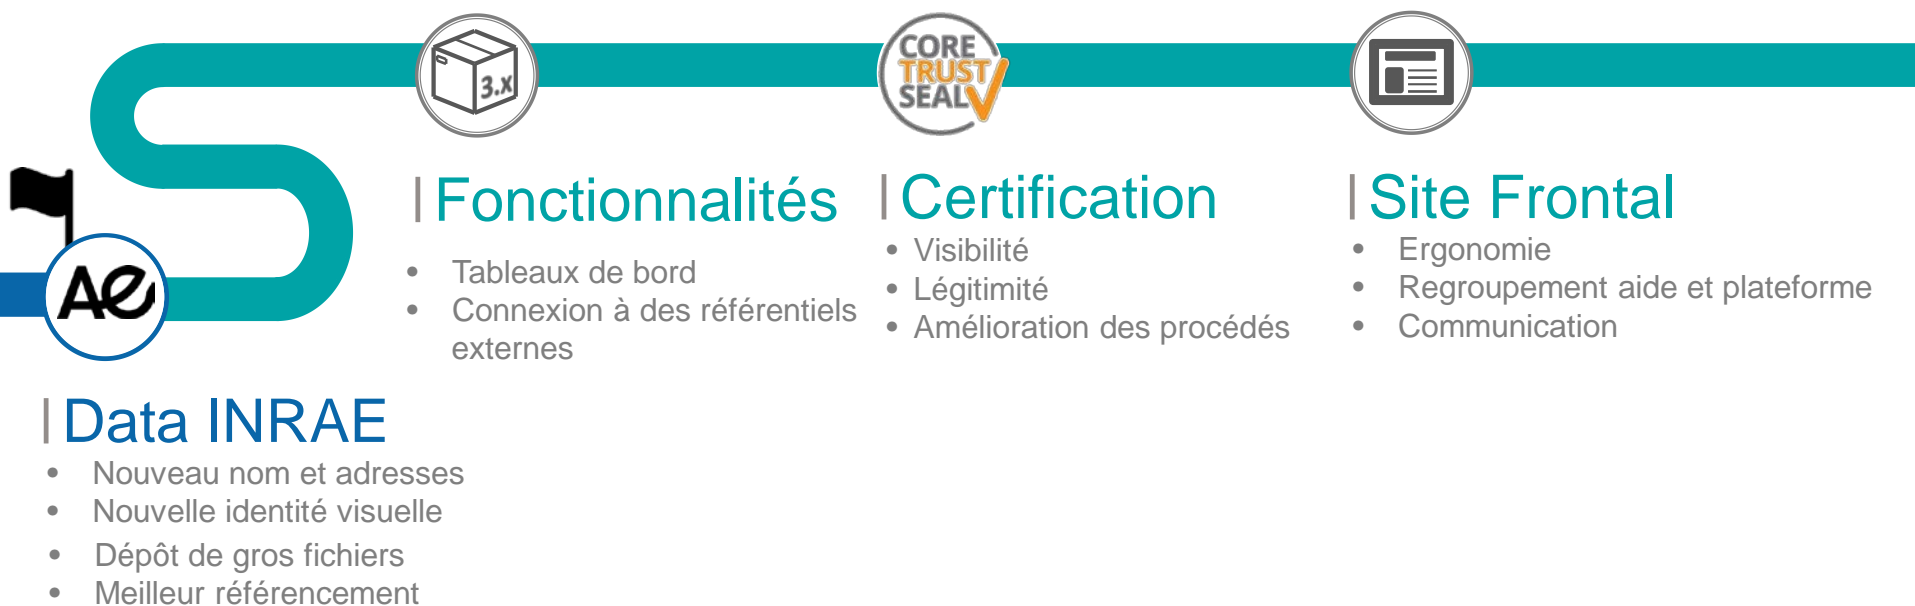 3.x
CORE
TRUST
SEAL
Fonctionnalités
• Tableaux de bord
• Connexion à des référentiels
externes
Certification
• Visibilité
• Légitimité
• Amélioration des procédés
Site Frontal
• Ergonomie
• Regroupement aide et plateforme
• Communication
Ae
Data INRAE
• Nouveau nom et adresses
• Nouvelle identité visuelle
• Dépôt de gros fichiers
• Meilleur référencement